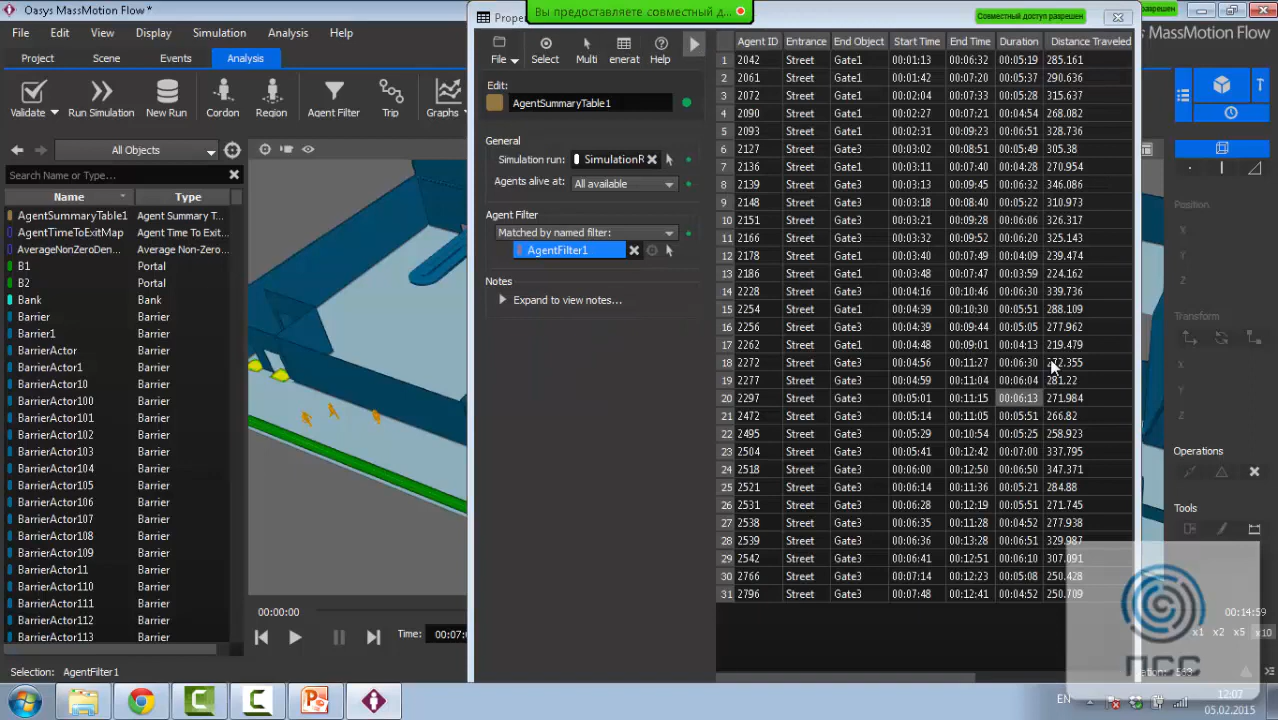 Oasys MassMotion Flow *
Вы предоставляете совместный д...
Совместный доступ разрешен
разрешен
File Edit View Display Simulation Analysis Help
MassMotion Flow
Project Scene Events Analysis
Validate Run Simulation New Run Cordon Region Agent Filter Trip Graphs
All Objects
Search Name or Type...
Name Type
AgentSummaryTable1 Agent Summary T...
AgentTimeToExitMap Agent Time To Exit...
AverageNonZeroDen... Average Non-Zero...
B1 Portal
B2 Portal
Bank Bank
Barrier Barrier
Barrier1 Barrier
BarrierActor Barrier
BarrierActor1 Barrier
BarrierActor10 Barrier
BarrierActor100 Barrier
BarrierActor101 Barrier
BarrierActor102 Barrier
BarrierActor103 Barrier
BarrierActor104 Barrier
BarrierActor105 Barrier
BarrierActor106 Barrier
BarrierActor107 Barrier
BarrierActor108 Barrier
BarrierActor109 Barrier
BarrierActor11 Barrier
BarrierActor110 Barrier
BarrierActor111 Barrier
BarrierActor112 Barrier
BarrierActor113 Barrier
Selection: AgentFilter1
00:00:00
Time: 00:07:0
File Select Multi enerat Help
Edit:
AgentSummaryTable1
General
Simulation run: SimulationR
Agents alive at: All available
Agent Filter
Matched by named filter:
AgentFilter1
Notes
Expand to view notes...
Agent ID Entrance End Object Start Time End Time Duration Distance Traveled
1 2042 Street Gate1 00:01:13 00:06:32 00:05:19 285.161
2 2061 Street Gate1 00:01:42 00:07:20 00:05:37 290.636
3 2072 Street Gate1 00:02:04 00:07:33 00:05:28 315.637
4 2090 Street Gate1 00:02:27 00:07:21 00:04:54 268.082
5 2093 Street Gate1 00:02:31 00:09:23 00:06:51 328.736
6 2127 Street Gate3 00:03:02 00:08:51 00:05:49 305.38
7 2136 Street Gate1 00:03:11 00:07:40 00:04:28 270.954
8 2139 Street Gate3 00:03:13 00:09:45 00:06:32 346.086
9 2148 Street Gate3 00:03:18 00:08:40 00:05:22 310.973
10 2151 Street Gate3 00:03:21 00:09:28 00:06:06 326.317
11 2166 Street Gate3 00:03:32 00:09:52 00:06:20 325.143
12 2178 Street Gate1 00:03:40 00:07:49 00:04:09 239.474
13 2186 Street Gate1 00:03:48 00:07:47 00:03:59 224.162
14 2228 Street Gate3 00:04:16 00:10:46 00:06:30 339.736
15 2254 Street Gate1 00:04:39 00:10:30 00:05:51 288.109
16 2256 Street Gate3 00:04:39 00:09:44 00:05:05 277.962
17 2262 Street Gate1 00:04:48 00:09:01 00:04:13 219.479
18 2272 Street Gate3 00:04:56 00:11:27 00:06:30 272.355
19 2277 Street Gate3 00:04:59 00:11:04 00:06:04 281.22
20 2297 Street Gate3 00:05:01 00:11:15 00:06:13 271.984
21 2472 Street Gate3 00:05:14 00:11:05 00:05:51 266.82
22 2495 Street Gate3 00:05:29 00:10:54 00:05:25 258.923
23 2504 Street Gate3 00:05:41 00:12:42 00:07:00 337.795
24 2518 Street Gate3 00:06:00 00:12:50 00:06:50 347.371
25 2521 Street Gate3 00:06:14 00:11:36 00:05:21 284.88
26 2531 Street Gate3 00:06:28 00:12:19 00:05:51 271.745
27 2538 Street Gate3 00:06:35 00:11:28 00:04:52 277.938
28 2539 Street Gate3 00:06:36 00:13:28 00:06:51 329.987
29 2542 Street Gate3 00:06:41 00:12:51 00:06:10 307.091
30 2766 Street Gate3 00:07:14 00:12:23 00:05:08 250.428
31 2796 Street Gate3 00:07:48 00:12:41 00:04:52 250.709
Position:
X
Y
Z
Transform
X
Y
Z
Operations
Tools
00:14:59
x1 x2 x5 x10
ПСС
EN
12:07
05.02.2015